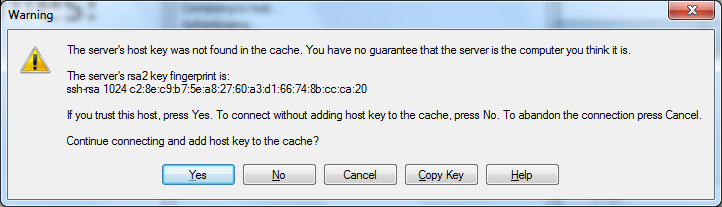 Warning
The server's host key was not found in the cache. You have no guarantee that the server is the computer you think it is.
The server's rsa2 key fingerprint is:
ssh-rsa 1024 c2:8e:c9:b7:5e:a8:27:60:a3:d1:66:74:8b:cc:ca:20
If you trust this host, press Yes. To connect without adding host key to the cache, press No. To abandon the connection press Cancel.
Continue connecting and add host key to the cache?
Yes No Cancel Copy Key Help